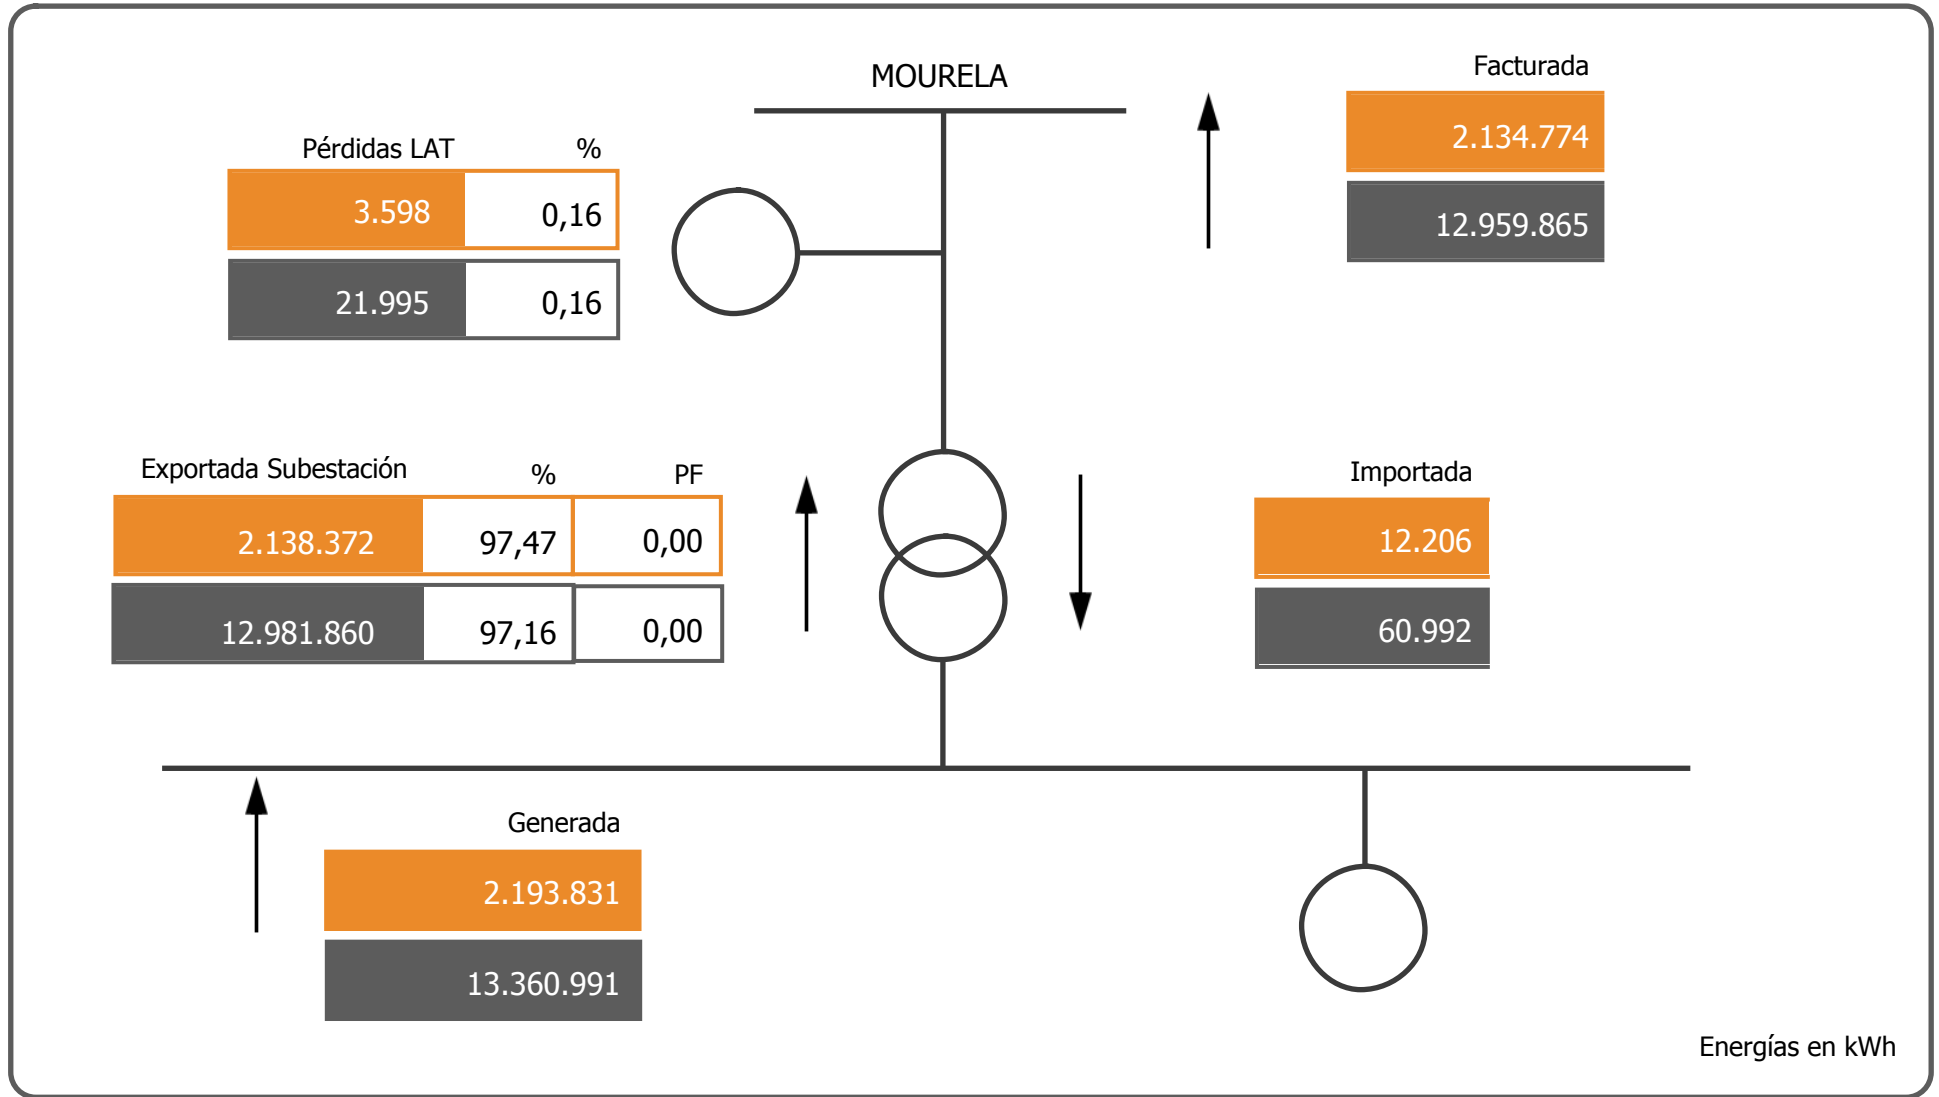 MOURELA
Facturada
2.134.774
12.959.865
Pérdidas LAT %
3.598 0,16
21.995 0,16
Exportada Subestación % PF
2.138.372 97,47 0,00
12.981.860 97,16 0,00
Importada
12.206
60.992
Generada
2.193.831
13.360.991
Energías en kWh